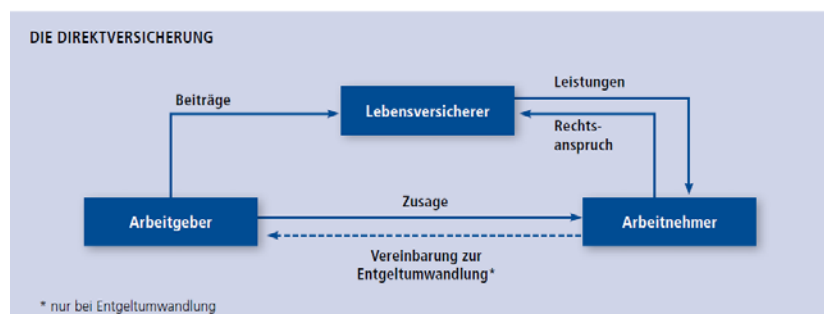 DIE DIREKTVERSICHERUNG
Leistungen
Beiträge
Lebensversicherer
Rechts-
anspruch
Zusage
Arbeitgeber
Arbeitnehmer
Vereinbarung zur
Entgeltumwandlung*
* nur bei Entgeltumwandlung